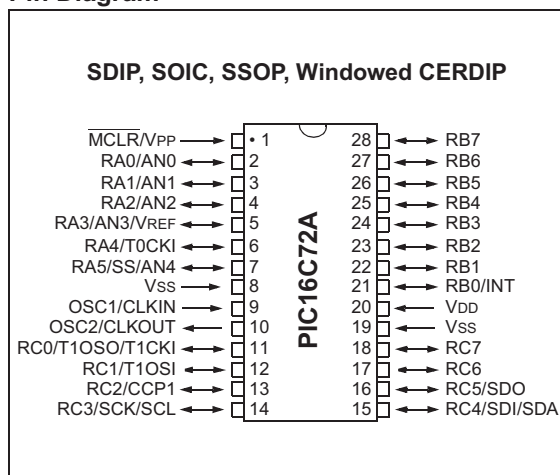 SDIP, SOIC, SSOP, Windowed CERDIP
MCLR/VPP • 1 28 RB7
RA0/AN0 2 27 RB6
RA1/AN1 3 26 RB5
RA2/AN2 4 25 RB4
RA3/AN3/VREF 5 24 RB3
RA4/T0CKI 6 23 RB2
RA5/SS/AN4 7 22 RB1
VSS 8 21 RB0/INT
OSC1/CLKIN 9 20 VDD
OSC2/CLKOUT 10 19 VSS
RC0/T1OSO/T1CKI 11 18 RC7
RC1/T1OSI 12 17 RC6
RC2/CCP1 13 16 RC5/SDO
RC3/SCK/SCL 14 15 RC4/SDI/SDA
PIC16C72A